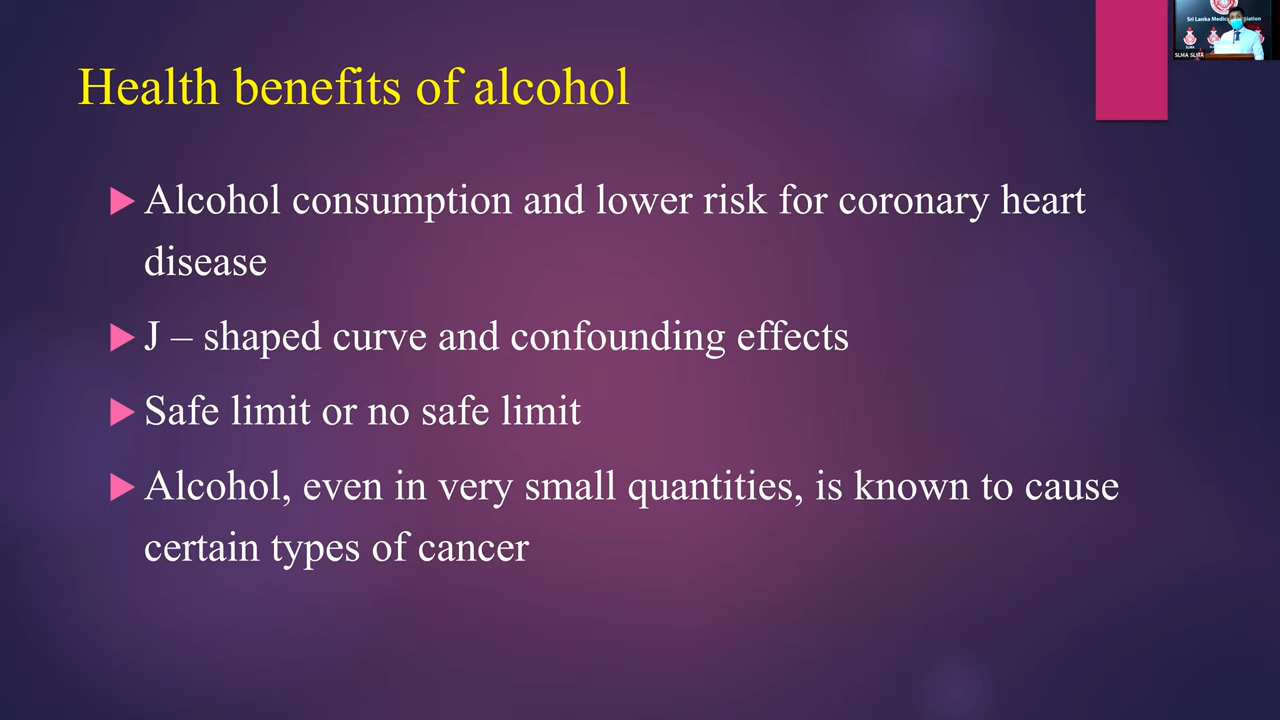 Health benefits of alcohol
Alcohol consumption and lower risk for coronary heart
disease
J – shaped curve and confounding effects
Safe limit or no safe limit
Alcohol, even in very small quantities, is known to cause
certain types of cancer
SLMA SLMA